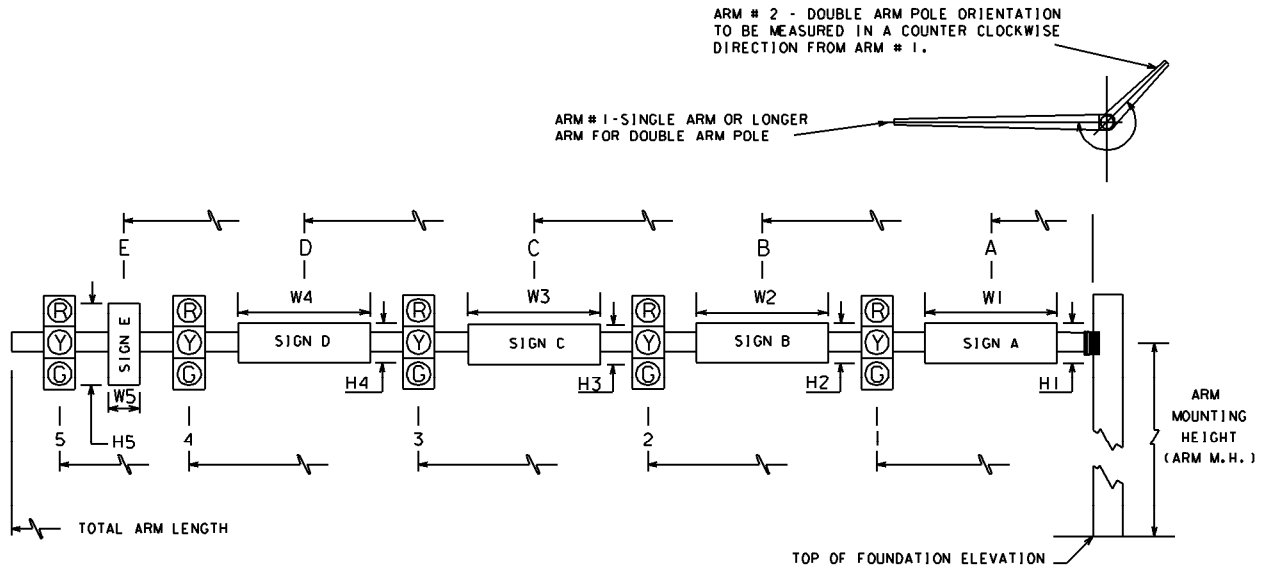 ARM # 2 - DOUBLE ARM POLE ORIENTATION
TO BE MEASURED IN A COUNTER CLOCKWISE
DIRECTION FROM ARM # 1.
ARM # 1-SINGLE ARM OR LONGER
ARM FOR DOUBLE ARM POLE
E
D
C
B
A
W4
W3
W2
W1
R
Y
G
SIGN E
R
Y
G
SIGN D
R
Y
G
SIGN C
R
Y
G
SIGN B
R
Y
G
SIGN A
W5
H5
H4
H3
H2
H1
5
4
3
2
1
ARM
MOUNTING
HEIGHT
(ARM M.H.)
TOTAL ARM LENGTH
TOP OF FOUNDATION ELEVATION